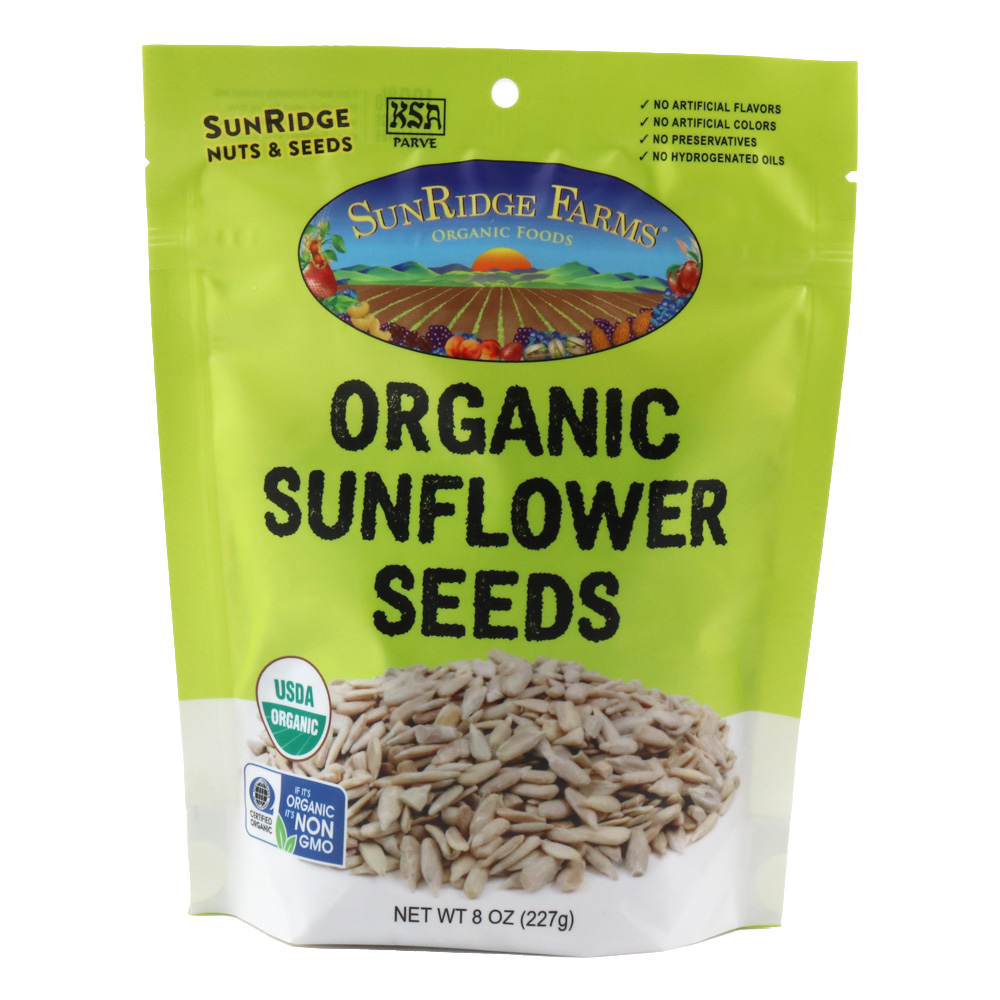 SUNRIDGE
NUTS & SEEDS
KSA
PARVE
✓ NO ARTIFICIAL FLAVORS
✓ NO ARTIFICIAL COLORS
✓ NO PRESERVATIVES
✓ NO HYDROGENATED OILS
SUNRIDGE FARMS®
ORGANIC FOODS
ORGANIC
SUNFLOWER
SEEDS
USDA
ORGANIC
CERTIFIED
ORGANIC
IF IT'S
ORGANIC
IT'S NON
GMO
NET WT 8 OZ (227g)